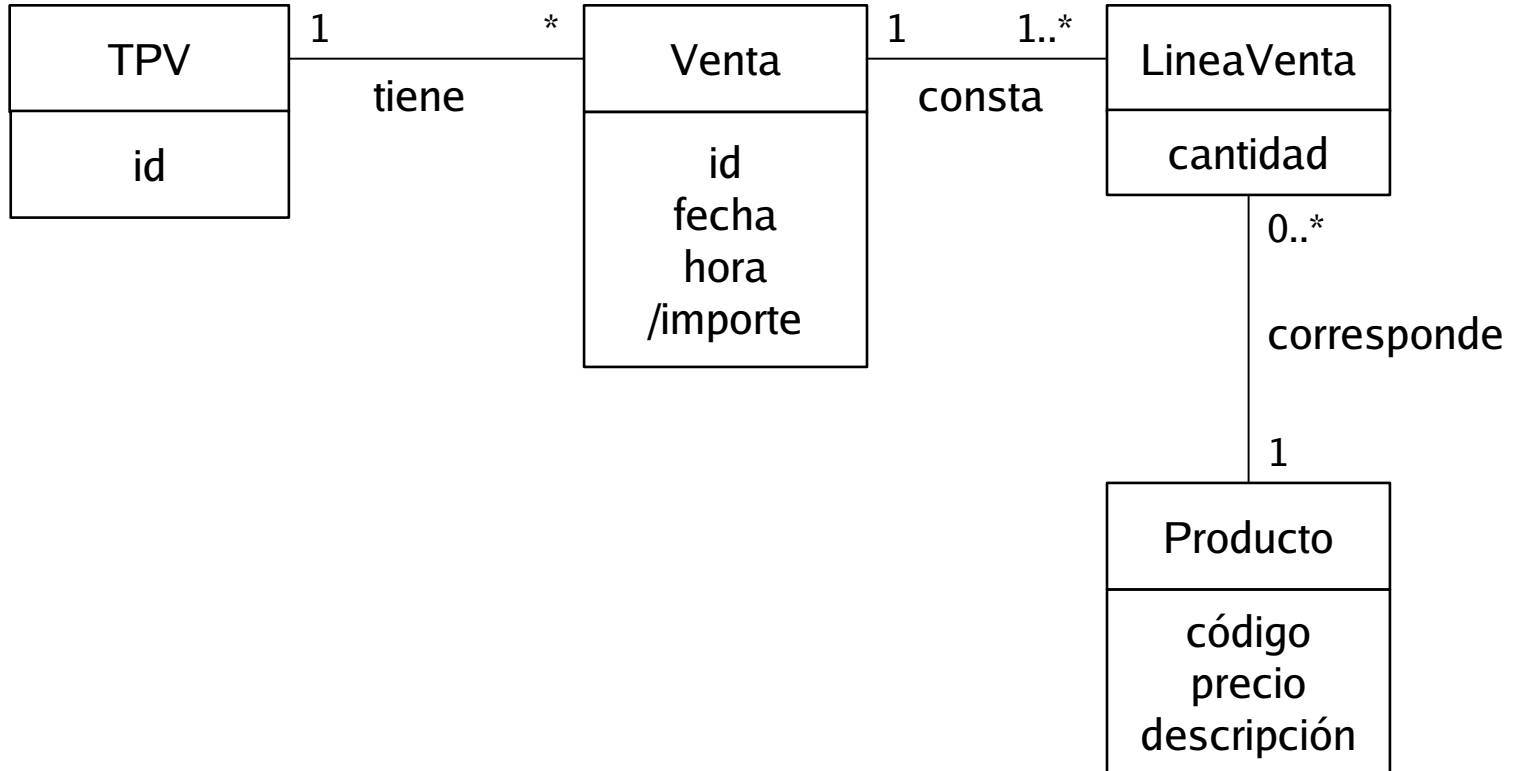 TPV
id
1
*
tiene
Venta
id
fecha
hora
/importe
1
1..*
consta
LineaVenta
cantidad
0..*
corresponde
1
Producto
código
precio
descripción